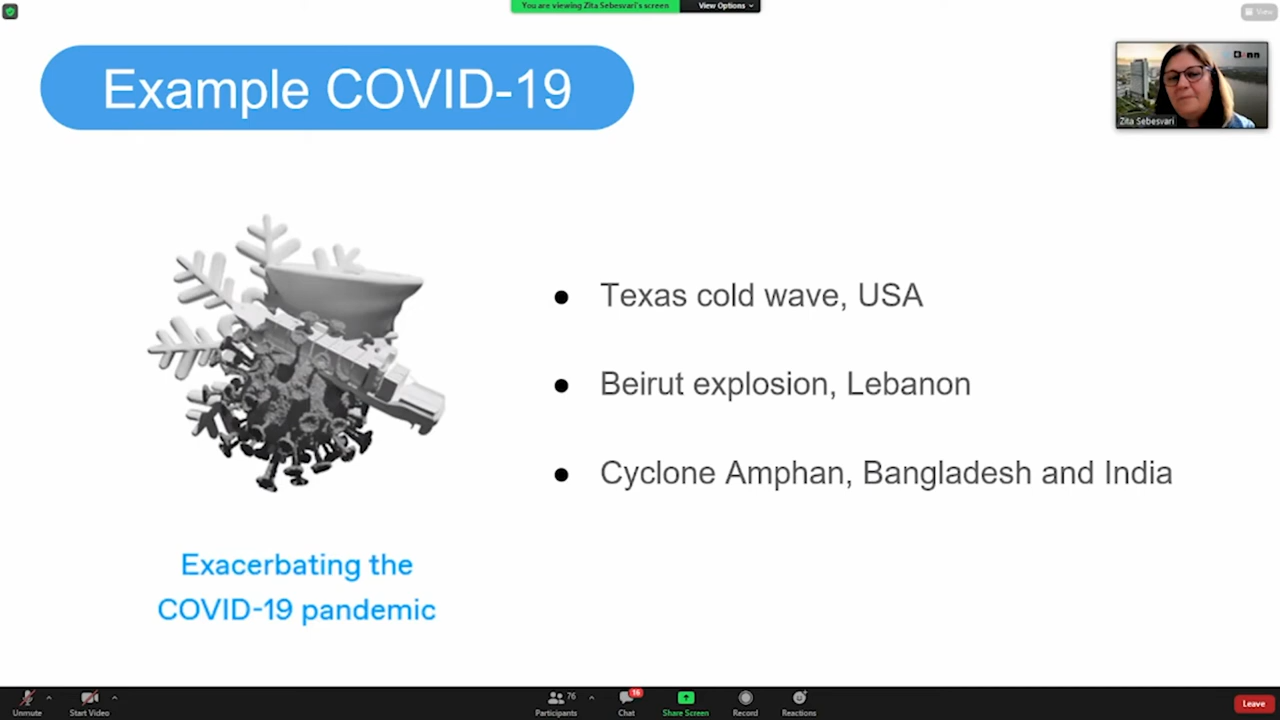 You are viewing Zita Sebesvari's screen
View Options
View
Example COVID-19
Zita Sebesvari
• Texas cold wave, USA
• Beirut explosion, Lebanon
• Cyclone Amphan, Bangladesh and India
Exacerbating the
COVID-19 pandemic
Unmute
Start Video
76
Participants
16
Chat
Share Screen
Record
Reactions
Leave